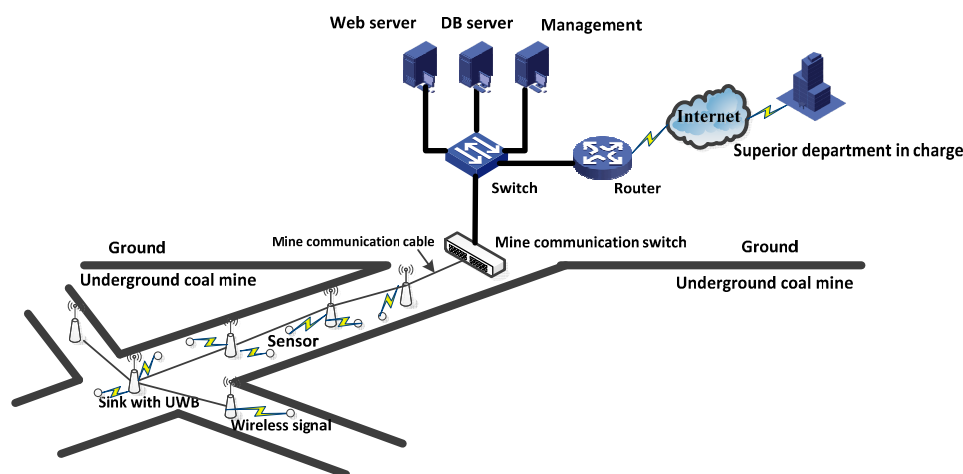 Web server
DB server
Management
Internet
Superior department in charge
Switch
Router
Mine communication cable
Mine communication switch
Ground
Ground
Underground coal mine
Underground coal mine
Sensor
Sink with UWB
Wireless signal